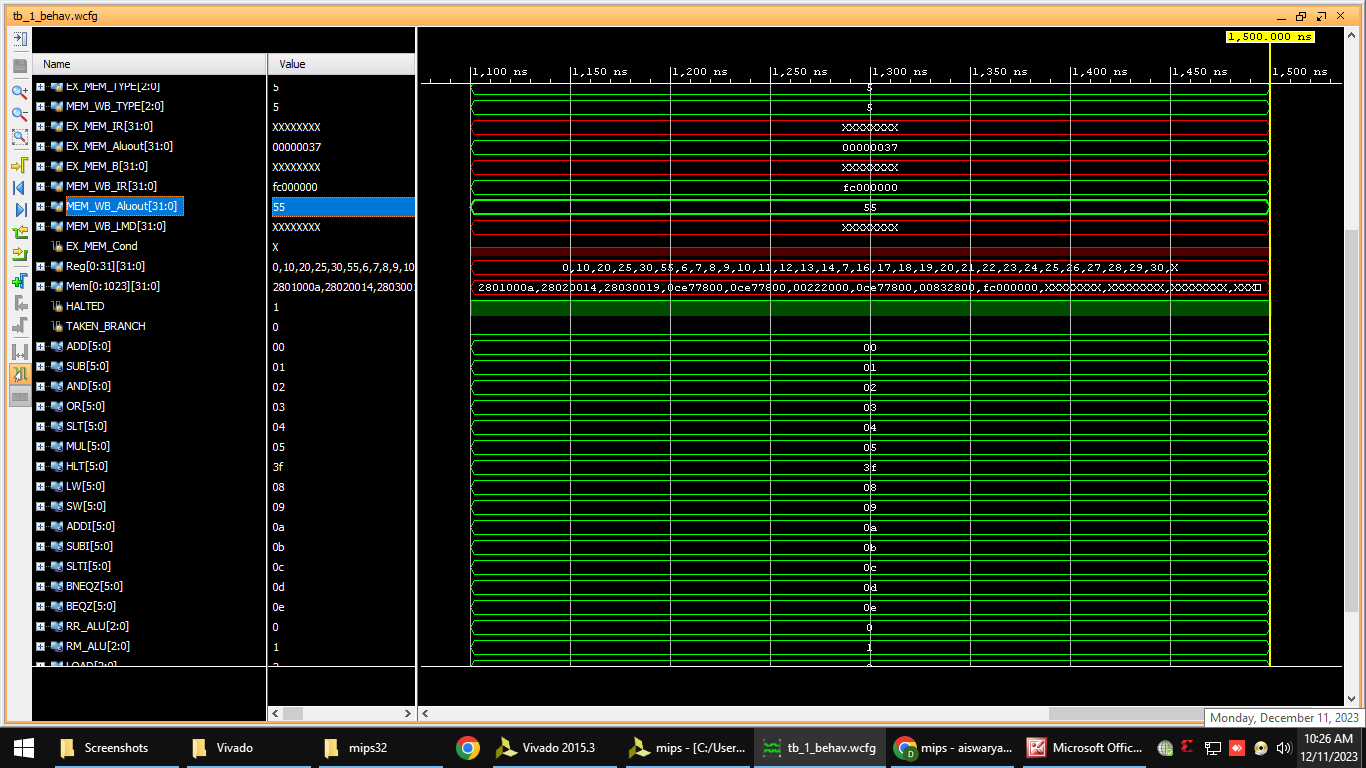 tb_1_behav.wcfg
1,500.000 ns
Name Value
1,100 ns 1,150 ns 1,200 ns 1,250 ns 1,300 ns 1,350 ns 1,400 ns 1,450 ns 1,500 ns
EX_MEM_TYPE[2:0] 5 5
MEM_WB_TYPE[2:0] 5 5
EX_MEM_IR[31:0] XXXXXXXX XXXXXXXX
EX_MEM_Aluout[31:0] 00000037 00000037
EX_MEM_B[31:0] XXXXXXXX XXXXXXXX
MEM_WB_IR[31:0] fc000000 fc000000
MEM_WB_Aluout[31:0] 55 55
MEM_WB_LMD[31:0] XXXXXXXX XXXXXXXX
EX_MEM_Cond X
Reg[0:31][31:0] 0,10,20,25,30,55,6,7,8,9,10 0,10,20,25,30,55,6,7,8,9,10,11,12,13,14,7,16,17,18,19,20,21,22,23,24,25,26,27,28,29,30,X
Mem[0:1023][31:0] 2801000a,28020014,280300 2801000a,28020014,28030019,0ce77800,0ce77800,00222000,0ce77800,00832800,fc000000,XXXXXXXX,XXXXXXXX,XXXXXXXX,XXX
HALTED 1
TAKEN_BRANCH 0
ADD[5:0] 00 00
SUB[5:0] 01 01
AND[5:0] 02 02
OR[5:0] 03 03
SLT[5:0] 04 04
MUL[5:0] 05 05
HLT[5:0] 3f 3f
LW[5:0] 08 08
SW[5:0] 09 09
ADDI[5:0] 0a 0a
SUBI[5:0] 0b 0b
SLTI[5:0] 0c 0c
BNEQZ[5:0] 0d 0d
BEQZ[5:0] 0e 0e
RR_ALU[2:0] 0 0
RM_ALU[2:0] 1 1
LOAD[2:0]
Monday, December 11, 2023
Screenshots Vivado mips32 Vivado 2015.3 mips - [C:/User... tb_1_behav.wcfg mips - aiswarya... Microsoft Offic... 10:26 AM
12/11/2023